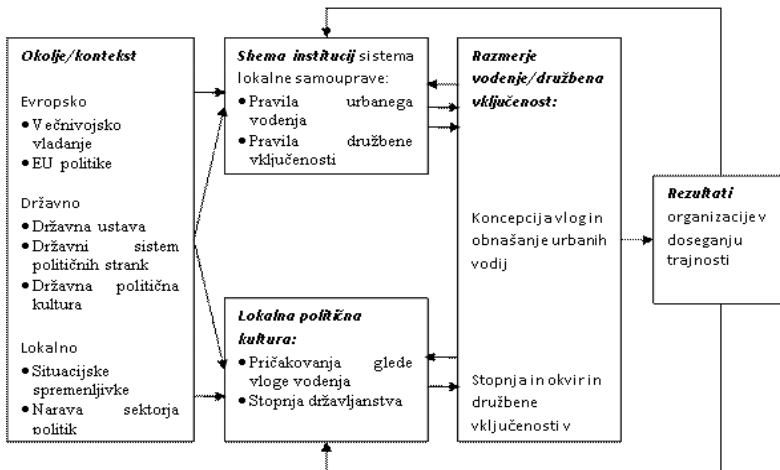 Okolje/kontekst
Evropsko
• Večnivojsko
vladanje
• EU politike
Državno
• Državna ustava
• Državni sistem
političnih strank
• Državna politična
kultura
Lokalno
• Situacijske
spremenljivke
• Narava sektorja
politik
Shema institucij sistema
lokalne samouprave:
• Pravila urbanega
vodenja
• Pravila družbene
vključenosti
Lokalna politična
kultura:
• Pričakovanja glede
vloge vodenja
• Stopnja državljanstva
Razmerje
vodenje/družbena
vključenost:
Koncepcija vlog in
obnašanje urbanih
vodij
Stopnja in okvir in
družbene
vključenosti v
Rezultati
organizacije v
doseganju
trajnosti